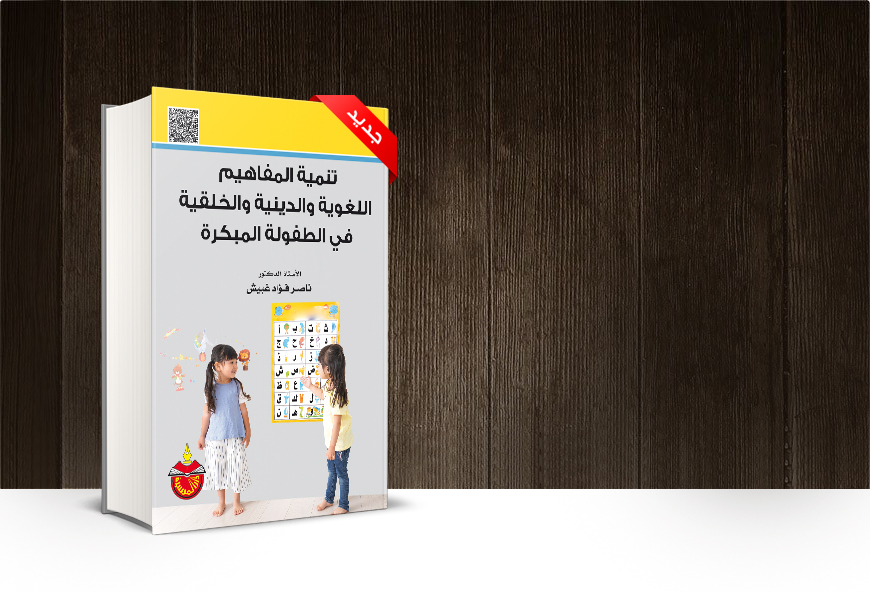 جديد
تنمية المفاهيم
اللغوية والدينية والخلقية
في الطفولة المبكرة
الأستاذ الدكتور
ناصر فؤاد غبيش
أ ب ت ث
ج ح خ د